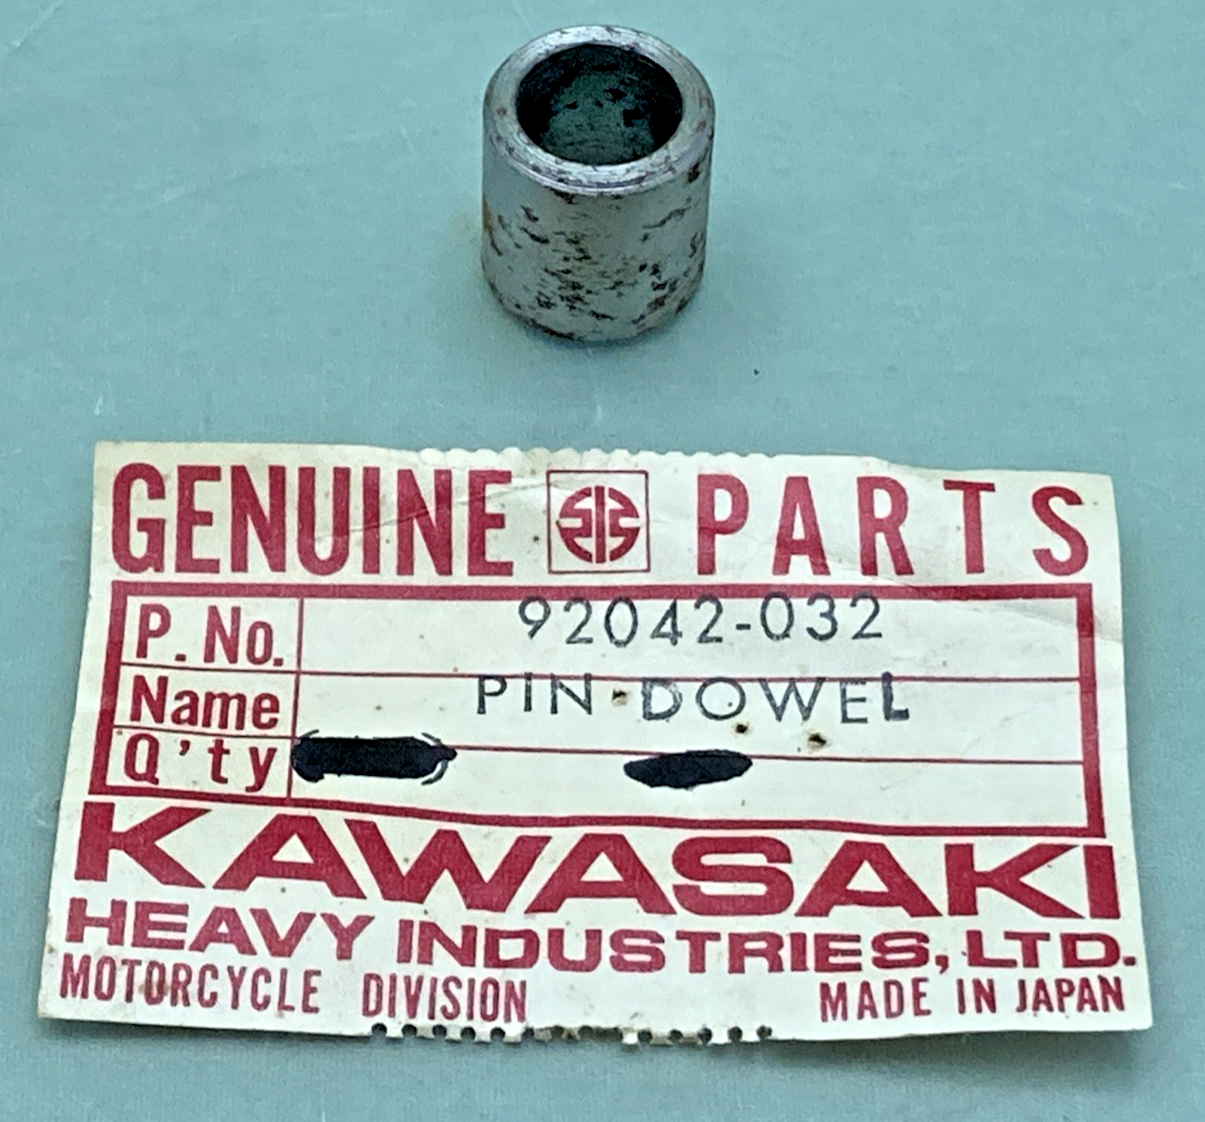 GENUINE PARTS
P. No. 92042-032
Name PIN DOWEL
Q'ty
KAWASAKI
HEAVY INDUSTRIES, LTD.
MOTORCYCLE DIVISION MADE IN JAPAN